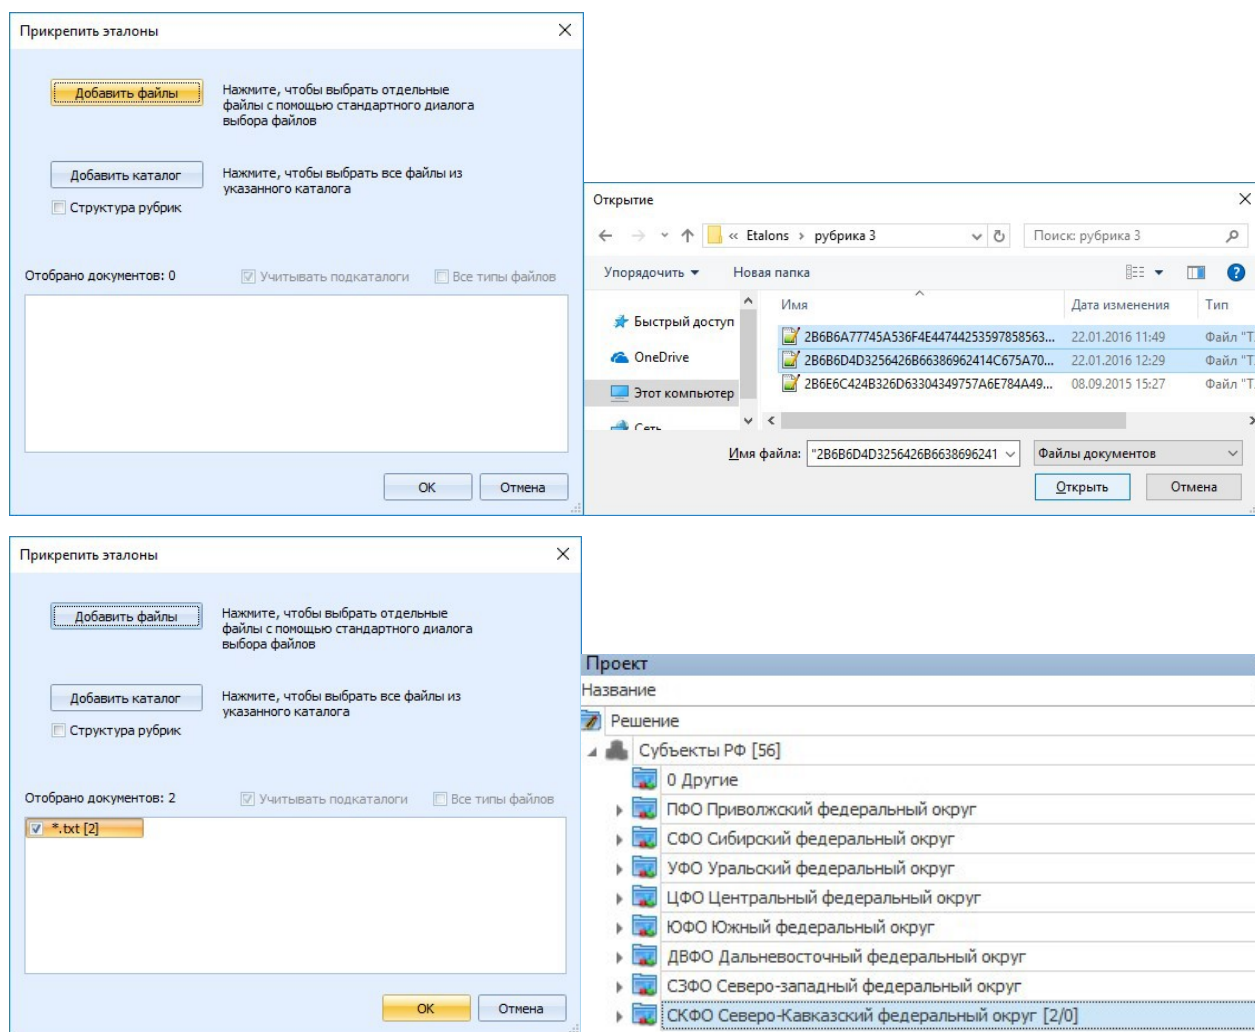 Прикрепить эталоны
Добавить файлы
Нажмите, чтобы выбрать отдельные
файлы с помощью стандартного диалога
выбора файлов
Добавить каталог
Нажмите, чтобы выбрать все файлы из
указанного каталога
Структура рубрик
Отобрано документов: 0
Учитывать подкаталоги
Все типы файлов
ОК
Отмена
Открытие
« Etalons › рубрика 3
Поиск: рубрика 3
Упорядочить
Новая папка
Имя
Дата изменения
Тип
Быстрый доступ
OneDrive
Этот компьютер
Сеть
2B6B6A77745A536F4E44744253597858563... 22.01.2016 11:49 Файл "T
2B6B6D4D3256426B66386962414C675A70... 22.01.2016 12:29 Файл "T
2B6E6C424B326D63304349757A6E784A49... 08.09.2015 15:27 Файл "T
Имя файла: "2B6B6D4D3256426B6638696241
Файлы документов
Открыть
Отмена
Прикрепить эталоны
Добавить файлы
Нажмите, чтобы выбрать отдельные
файлы с помощью стандартного диалога
выбора файлов
Добавить каталог
Нажмите, чтобы выбрать все файлы из
указанного каталога
Структура рубрик
Отобрано документов: 2
Учитывать подкаталоги
Все типы файлов
*.txt [2]
ОК
Отмена
Проект
Название
Решение
Субъекты РФ [56]
0 Другие
ПФО Приволжский федеральный округ
СФО Сибирский федеральный округ
УФО Уральский федеральный округ
ЦФО Центральный федеральный округ
ЮФО Южный федеральный округ
ДВФО Дальневосточный федеральный округ
СЗФО Северо-западный федеральный округ
СКФО Северо-Кавказский федеральный округ [2/0]